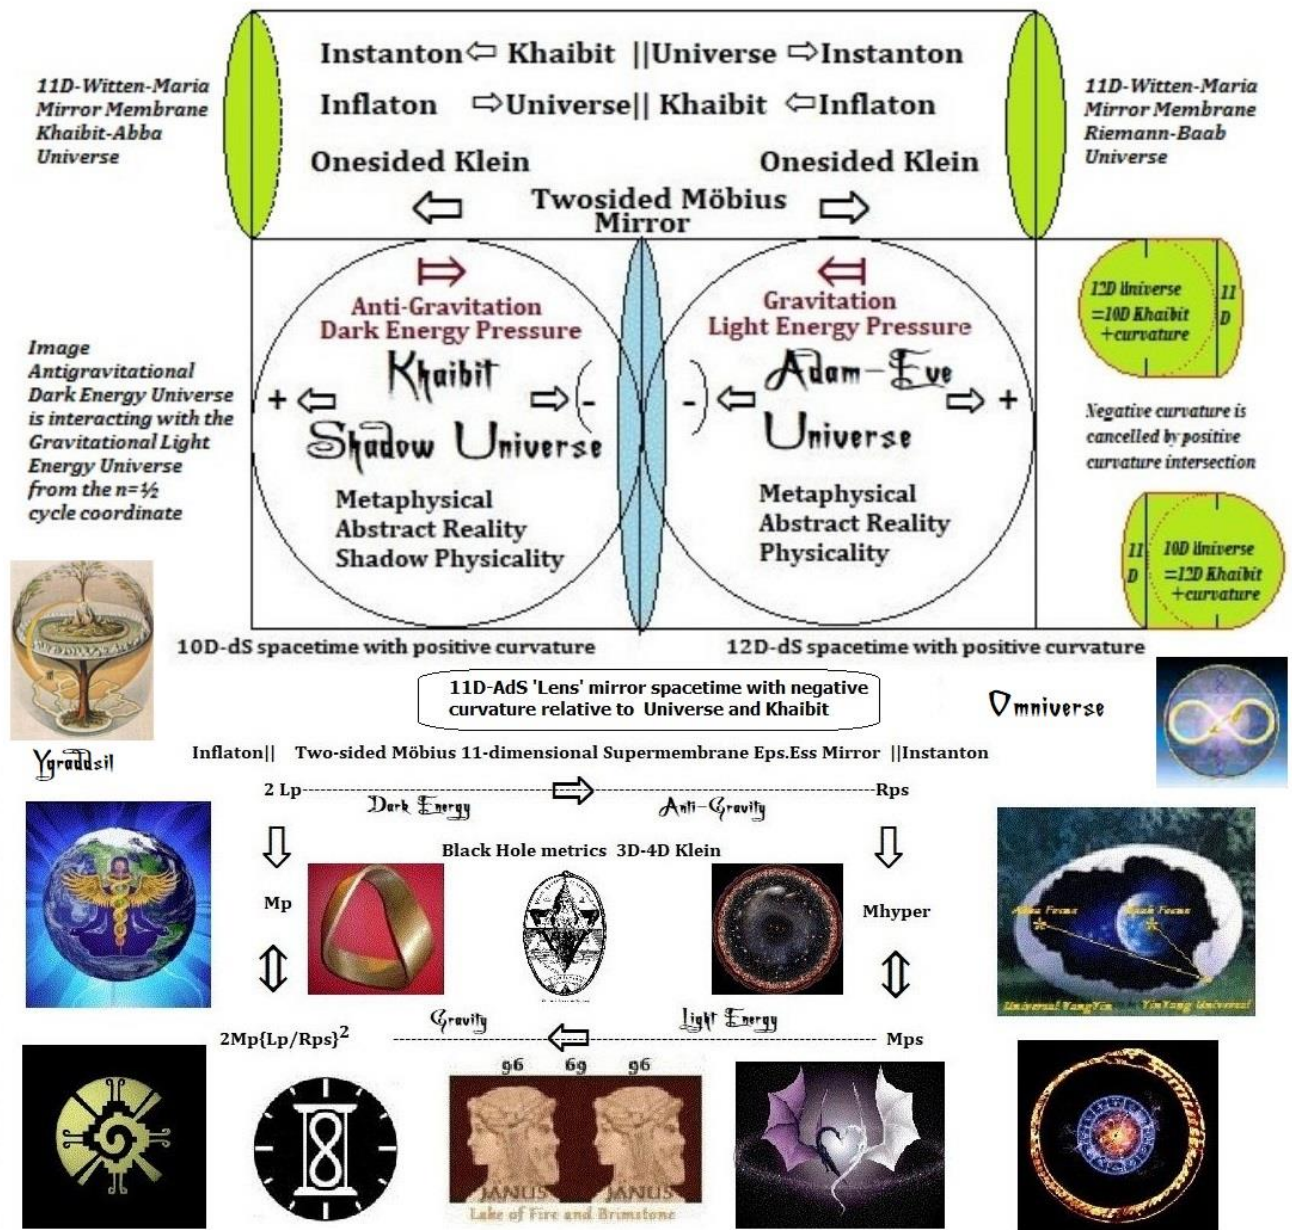 Instanton⇦ Khaibit ||Universe ⇨Instanton
Inflaton ⇨Universe|| Khaibit ⇦Inflaton
Onesided Klein
Onesided Klein
Twosided Möbius
Mirror
11D-Witten-Maria
Mirror Membrane
Khaibit-Abba
Universe
11D-Witten-Maria
Mirror Membrane
Riemann-Baab
Universe
Anti-Gravitation
Dark Energy Pressure
Khaibit
Shadow Universe
+
(-
Metaphysical
Abstract Reality
Shadow Physicality
Gravitation
Light Energy Pressure
Adam-Eve
Universe
-)
+
Metaphysical
Abstract Reality
Physicality
Image
Antigravitational
Dark Energy Universe
is interacting with the
Gravitational Light
Energy Universe
from the n=½
cycle coordinate
12D Universe
=10D Khaibit
+curvature
11
D
Negative curvature is
cancelled by positive
curvature intersection
11
D
10D Universe
=12D Khaibit
+curvature
10D-dS spacetime with positive curvature
12D-dS spacetime with positive curvature
11D-AdS 'Lens' mirror spacetime with negative
curvature relative to Universe and Khaibit
Omniverse
Ygraddsil
Inflaton|| Two-sided Möbius 11-dimensional Supermembrane Eps.Ess Mirror ||Instanton
2 Lp
Rps
Dark Energy
Anti-Gravity
Black Hole metrics 3D-4D Klein
Mp
Mhyper
Abba Focus
Baab Focus
Universal YangYin
YinYang Universal
Gravity
Light Energy
2Mp{Lp/Rps}²
Mps
96 69 96
JANUS
JANUS
Lake of Fire and Brimstone